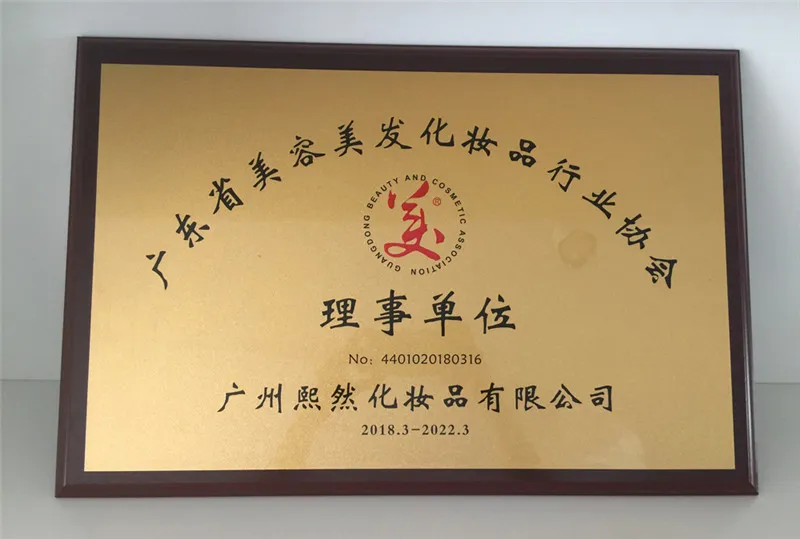 广东省美容美发化妆品行业协会
GUANGDONG BEAUTY AND COSMETIC ASSOCIATION
美®
理事单位
No: 4401020180316
广州熙然化妆品有限公司
2018.3-2022.3